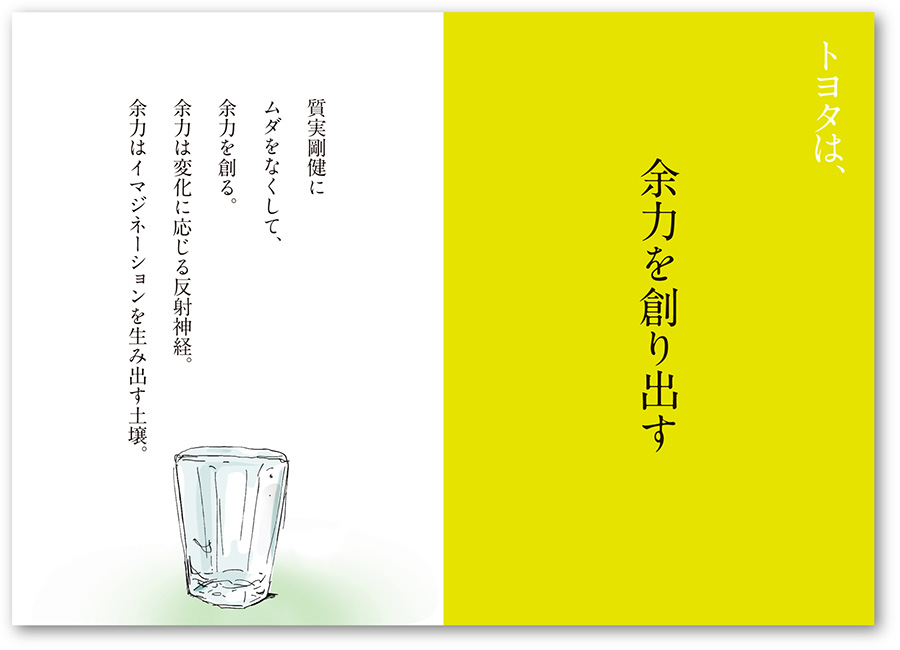 トヨタは、
余力を創り出す
質実剛健に
ムダをなくして、
余力を創る。
余力は変化に応じる反射神経。
余力はイマジネーションを生み出す土壌。